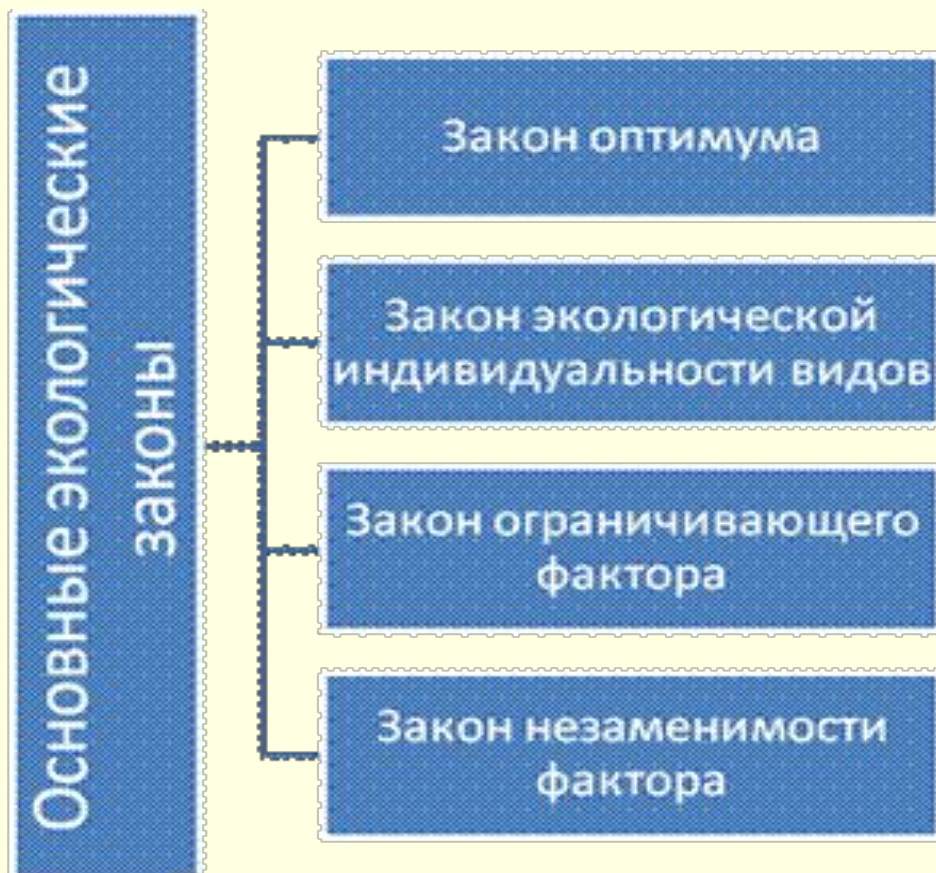 Основные экологические
законы
Закон оптимума
Закон экологической
индивидуальности видов
Закон ограничивающего
фактора
Закон незаменимости
фактора